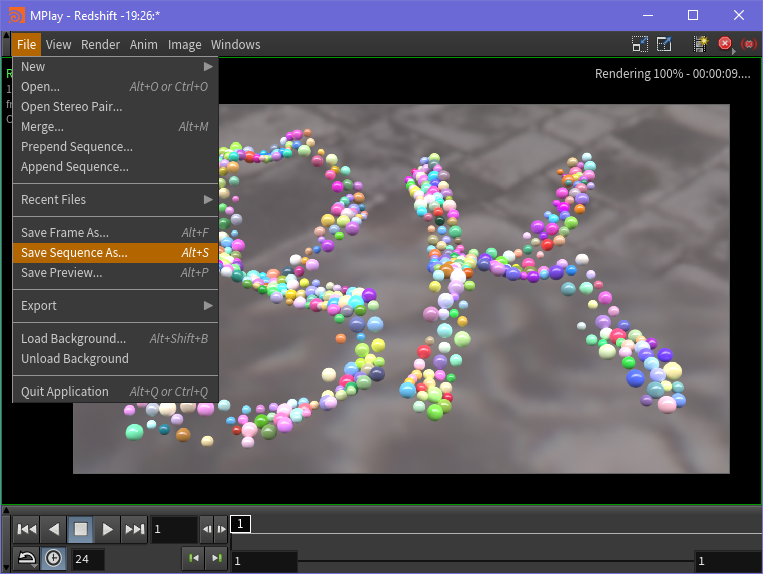 MPlay - Redshift -19:26:*
File View Render Anim Image Windows
Rendering 100% - 00:00:09....
New
Open... Alt+O or Ctrl+O
Open Stereo Pair...
Merge... Alt+M
Prepend Sequence...
Append Sequence...
Recent Files
Save Frame As... Alt+F
Save Sequence As... Alt+S
Save Preview... Alt+P
Export
Load Background... Alt+Shift+B
Unload Background
Quit Application Alt+Q or Ctrl+Q
1 1
24 1 1